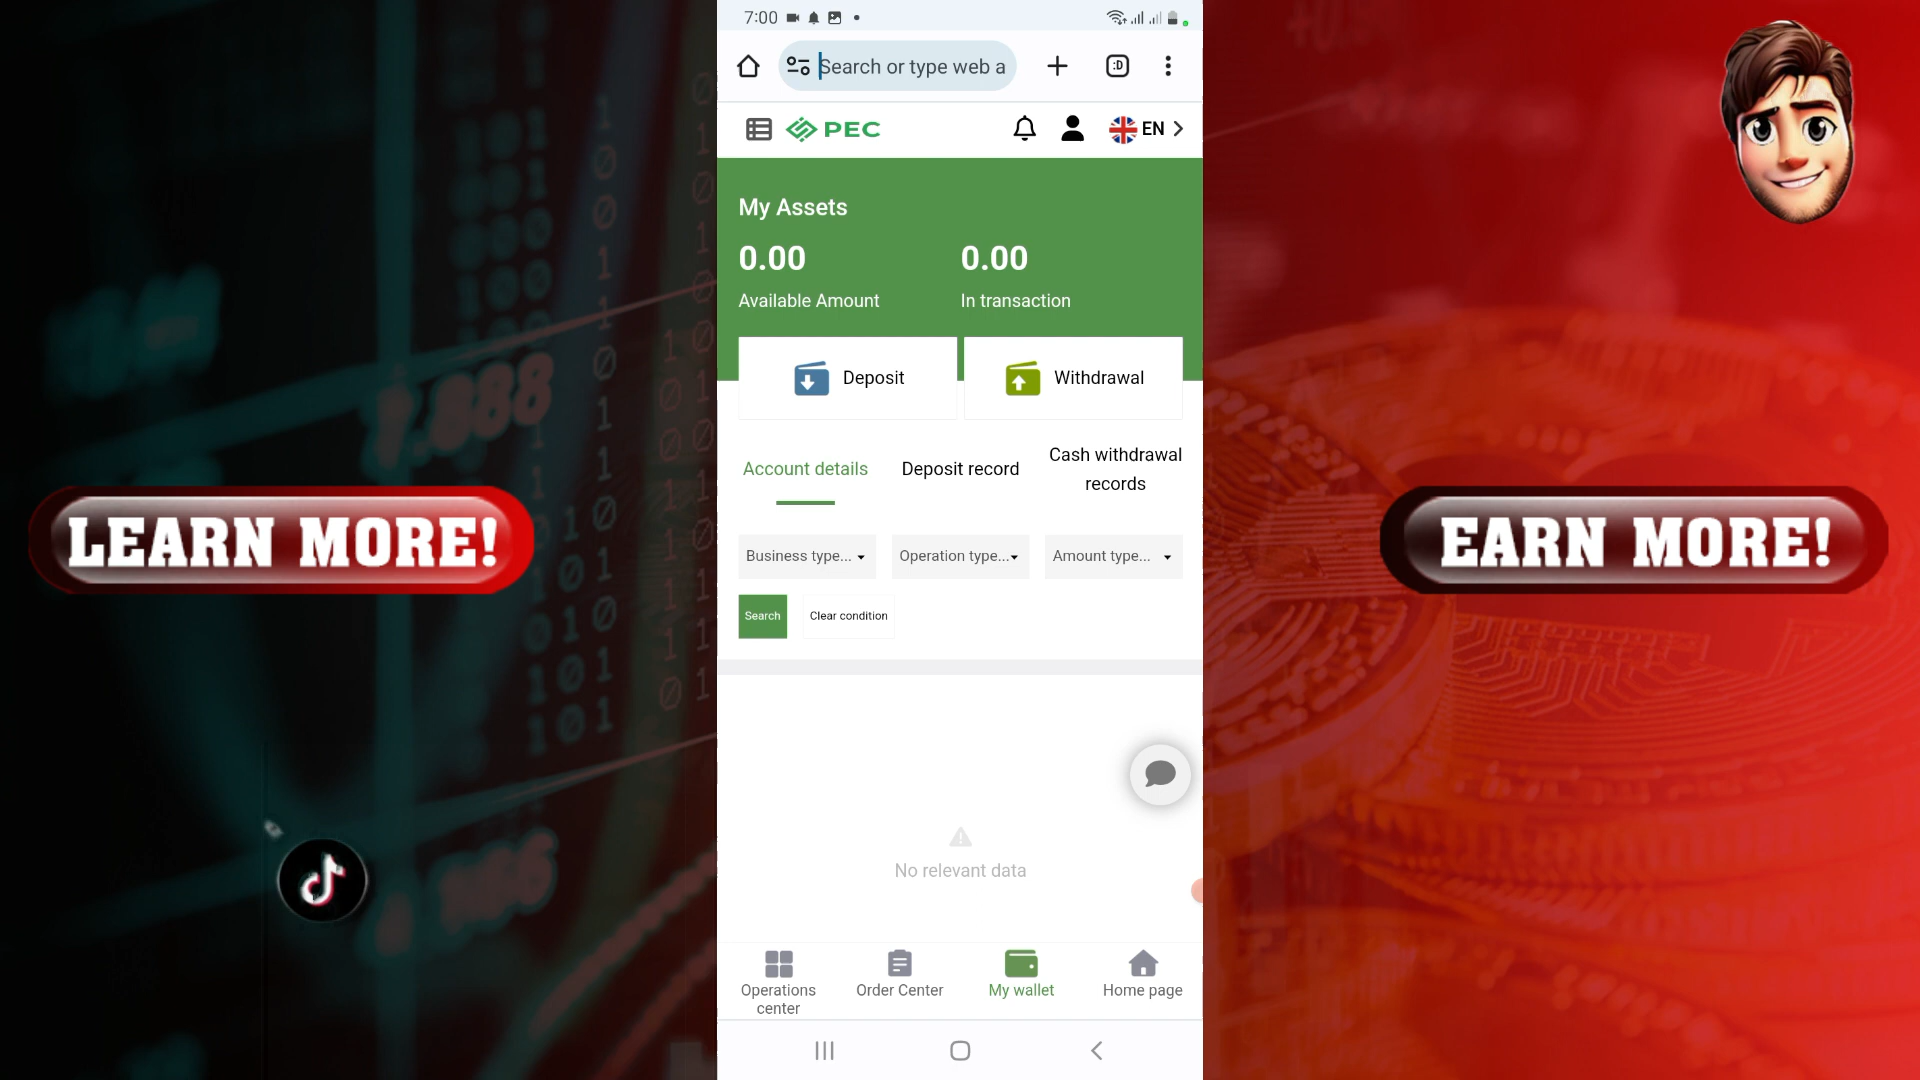 7:00
Search or type web a
:D
PEC
EN
My Assets
0.00
0.00
Available Amount
In transaction
Deposit
Withdrawal
Account details
Deposit record
Cash withdrawal
records
Business type...
Operation type...
Amount type...
Search
Clear condition
No relevant data
Operations
center
Order Center
My wallet
Home page
LEARN MORE!
EARN MORE!